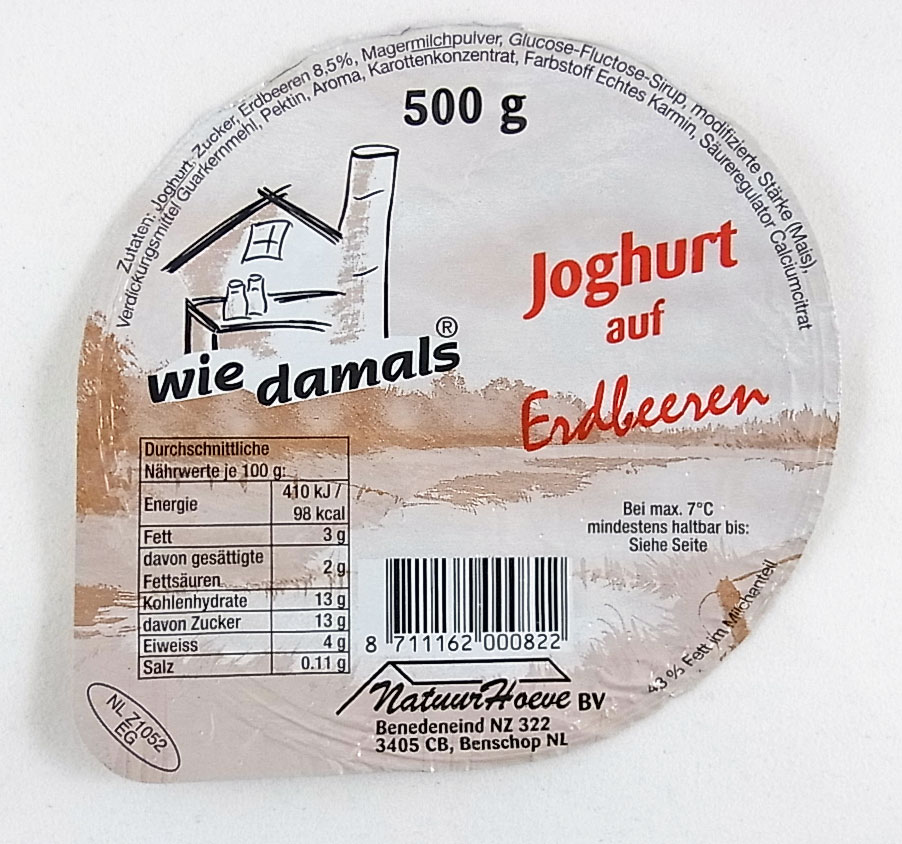 Zutaten: Joghurt, Zucker, Erdbeeren 8,5%, Magermilchpulver, Glucose-Fluctose-Sirup, modifizierte Stärke (Mais),
Verdickungsmittel Guarkernmehl, Pektin, Aroma, Karottenkonzentrat, Farbstoff Echtes Karmin, Säureregulator Calciumcitrat
500 g
wie damals®
Joghurt
auf
Erdbeeren
Durchschnittliche
Nährwerte je 100 g:
Energie 410 kJ /
98 kcal
Fett 3 g
davon gesättigte
Fettsäuren 2 g
Kohlenhydrate 13 g
davon Zucker 13 g
Eiweiss 4 g
Salz 0.11 g
Bei max. 7°C
mindestens haltbar bis:
Siehe Seite
4,3 % Fett im Milchanteil
8 711162 000822
NatuurHoeve BV
Benedeneind NZ 322
3405 CB, Benschop NL
NL Z1052
EG